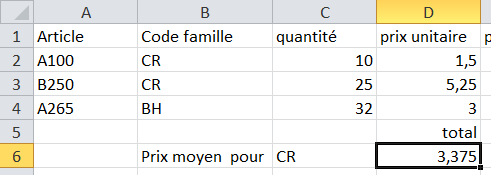 A B C D
1 Article Code famille quantité prix unitaire p
2 A100 CR 10 1,5
3 B250 CR 25 5,25
4 A265 BH 32 3
5 total
6 Prix moyen pour CR 3,375